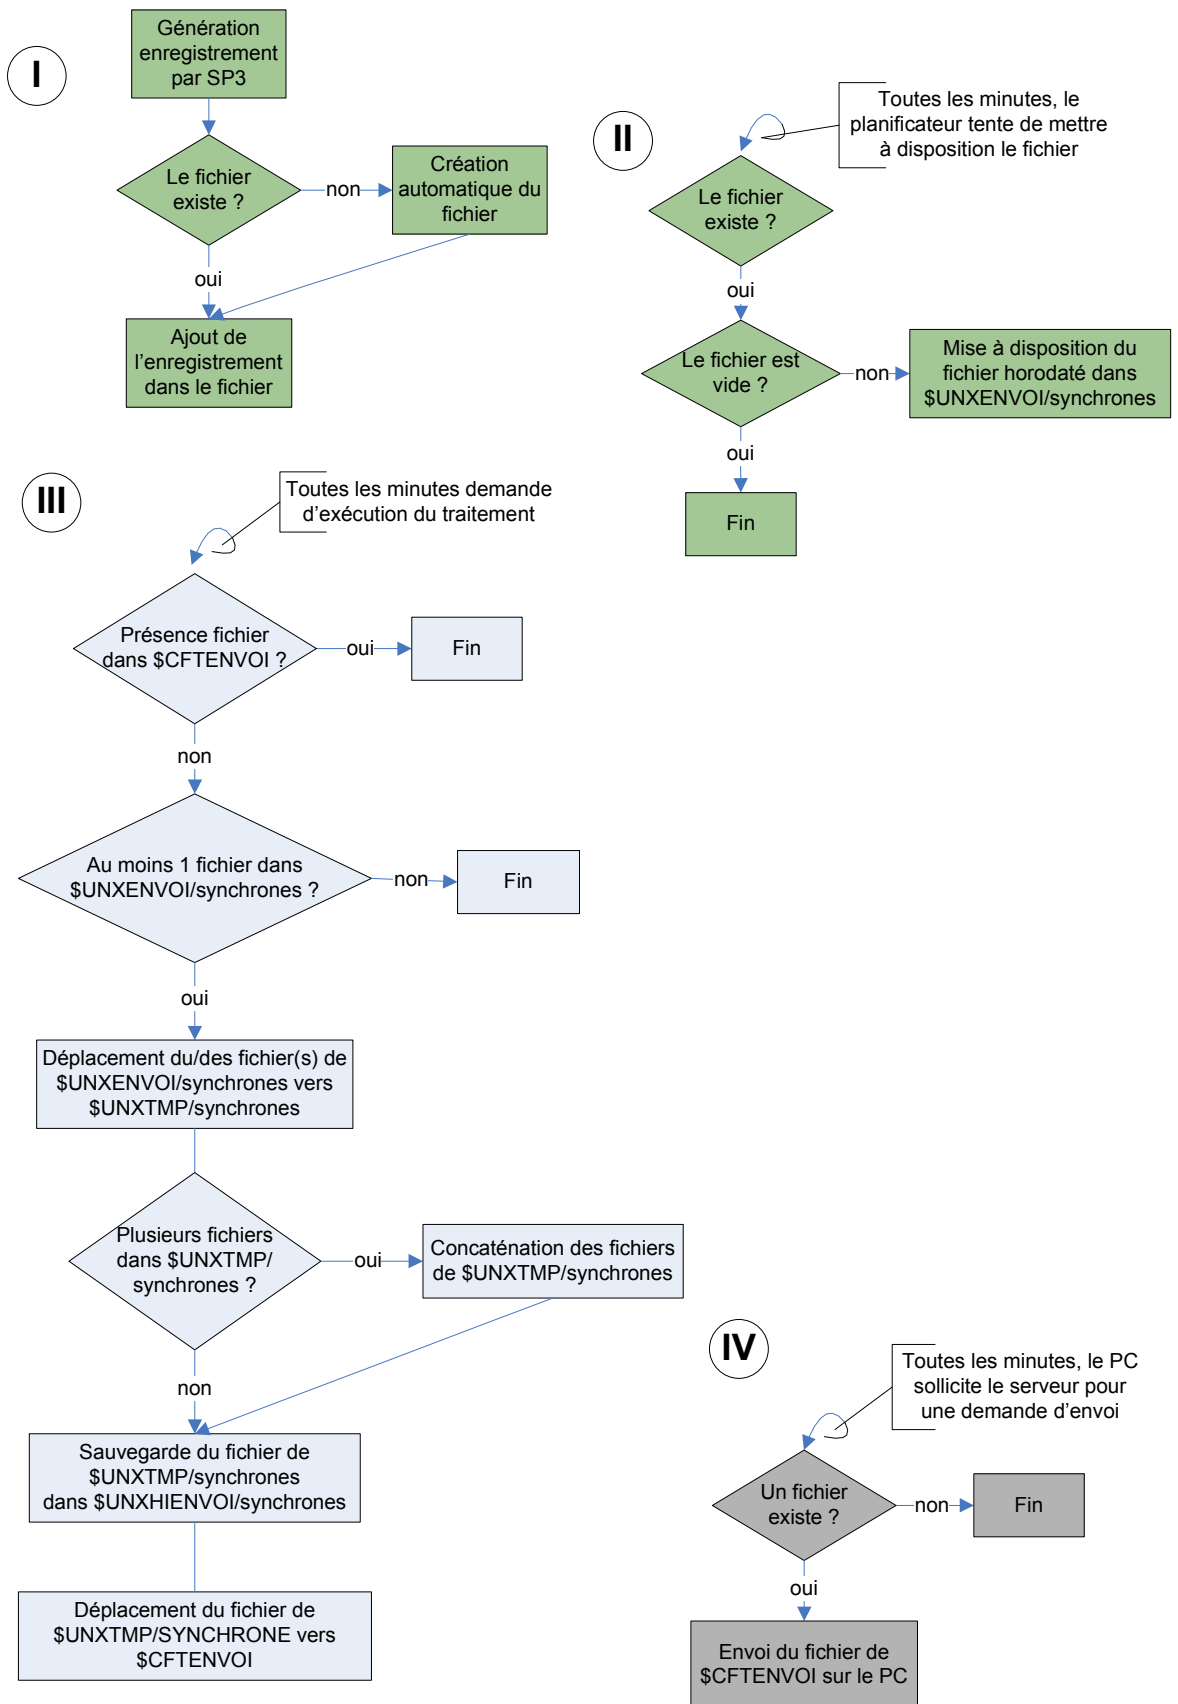 I
Génération
enregistrement
par SP3
Le fichier
existe ?
non
Création
automatique du
fichier
oui
Ajout de
l’enregistrement
dans le fichier
II
Toutes les minutes, le
planificateur tente de mettre
à disposition le fichier
Le fichier
existe ?
oui
Le fichier est
vide ?
non
Mise à disposition du
fichier horodaté dans
$UNXENVOI/synchrones
oui
Fin
III
Toutes les minutes demande
d’exécution du traitement
Présence fichier
dans $CFTENVOI ?
oui
Fin
non
Au moins 1 fichier dans
$UNXENVOI/synchrones ?
non
Fin
oui
Déplacement du/des fichier(s) de
$UNXENVOI/synchrones vers
$UNXTMP/synchrones
Plusieurs fichiers
dans $UNXTMP/
synchrones ?
oui
Concaténation des fichiers
de $UNXTMP/synchrones
non
Sauvegarde du fichier de
$UNXTMP/synchrones
dans $UNXHIENVOI/synchrones
Déplacement du fichier de
$UNXTMP/SYNCHRONE vers
$CFTENVOI
IV
Toutes les minutes, le PC
sollicite le serveur pour
une demande d’envoi
Un fichier
existe ?
non
Fin
oui
Envoi du fichier de
$CFTENVOI sur le PC